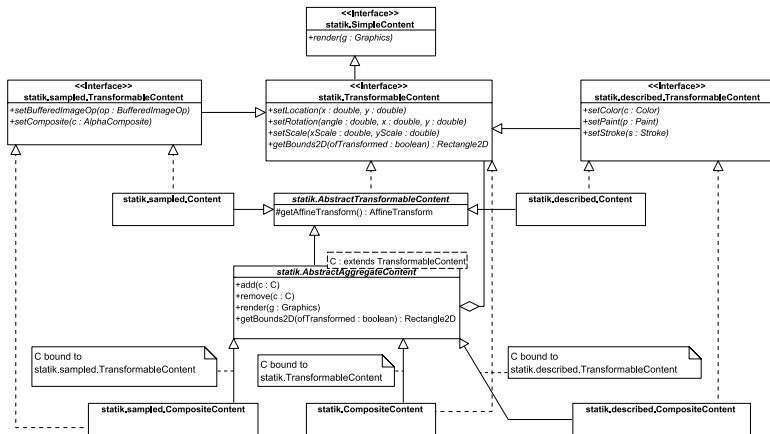 <<Interface>>
statik.SimpleContent
+render(g : Graphics)
<<Interface>>
statik.sampled.TransformableContent
+setBufferedImageOp(op : BufferedImageOp)
+setComposite(c : AlphaComposite)
<<Interface>>
statik.TransformableContent
+setLocation(x : double, y : double)
+setRotation(angle : double, x : double, y : double)
+setScale(xScale : double, yScale : double)
+getBounds2D(ofTransformed : boolean) : Rectangle2D
<<Interface>>
statik.described.TransformableContent
+setColor(c : Color)
+setPaint(p : Paint)
+setStroke(s : Stroke)
statik.sampled.Content
statik.AbstractTransformableContent
#getAffineTransform() : AffineTransform
statik.described.Content
C : extends TransformableContent
statik.AbstractAggregateContent
+add(c : C)
+remove(c : C)
+render(g : Graphics)
+getBounds2D(ofTransformed : boolean) : Rectangle2D
C bound to
statik.sampled.TransformableContent
C bound to
statik.TransformableContent
C bound to
statik.described.TransformableContent
statik.sampled.CompositeContent
statik.CompositeContent
statik.described.CompositeContent